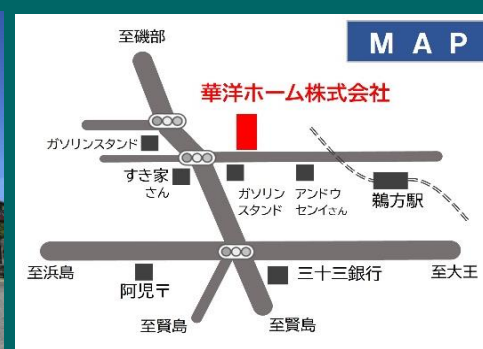 至磯部
MAP
華洋ホーム株式会社
ガソリンスタンド
すき家
さん
ガソリン
スタンド
アンドウ
センイさん
鵜方駅
至浜島
阿児〒
三十三銀行
至大王
至賢島
至賢島